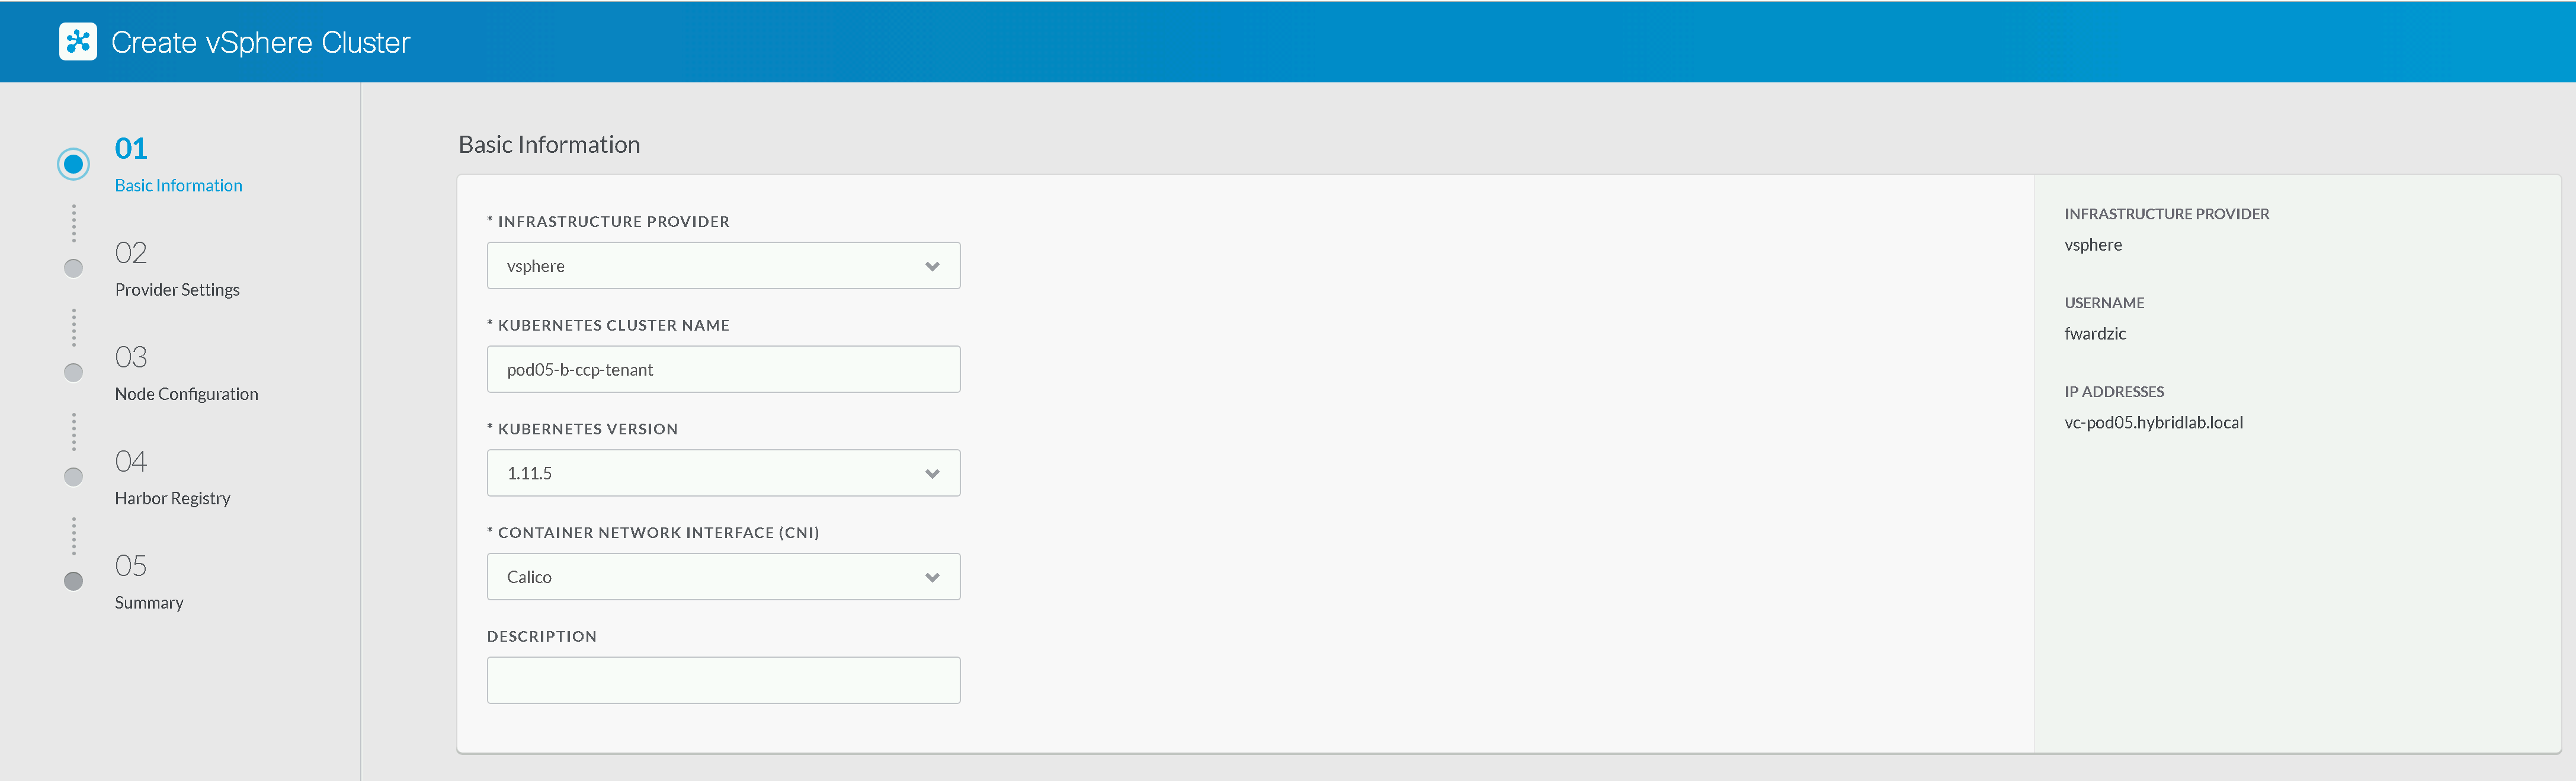 Create vSphere Cluster
01
Basic Information
02
Provider Settings
03
Node Configuration
04
Harbor Registry
05
Summary
Basic Information
* INFRASTRUCTURE PROVIDER
vsphere
* KUBERNETES CLUSTER NAME
pod05-b-ccp-tenant
* KUBERNETES VERSION
1.11.5
* CONTAINER NETWORK INTERFACE (CNI)
Calico
DESCRIPTION
INFRASTRUCTURE PROVIDER
vsphere
USERNAME
fwardzic
IP ADDRESSES
vc-pod05.hybridlab.local